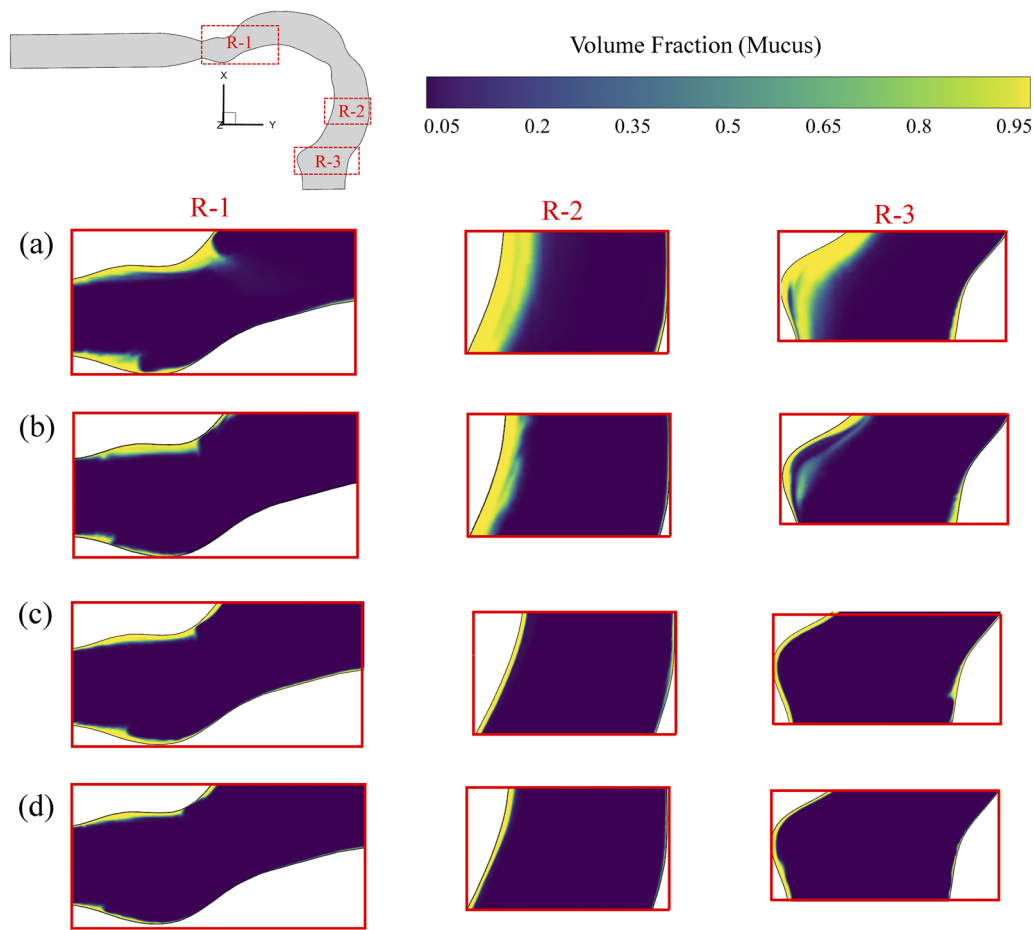 R-1
Volume Fraction (Mucus)
X
Z
Y
R-2
R-3
0.05 0.2 0.35 0.5 0.65 0.8 0.95
R-1 R-2 R-3
(a)
(b)
(c)
(d)